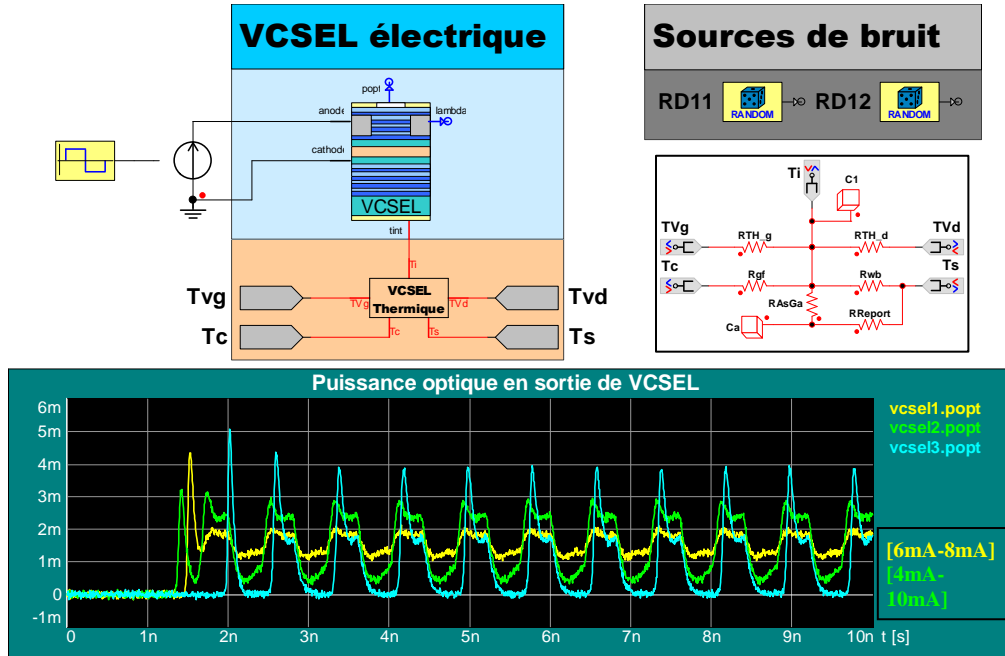 VCSEL électrique
popt
anode
lambda
cathode
VCSEL
tint
Ti
VCSEL
Thermique
TVg
TVd
Tc
Ts
Tvg
Tvd
Tc
Ts
Sources de bruit
RD11
RANDOM
RD12
RANDOM
Ti
C1
TVg
RTH_g
RTH_d
TVd
Tc
Rgf
Rwb
Ts
RAsGa
Ca
RReport
Puissance optique en sortie de VCSEL
6m
5m
4m
3m
2m
1m
0
-1m
0 1n 2n 3n 4n 5n 6n 7n 8n 9n 10n t [s]
vcsel1.popt
vcsel2.popt
vcsel3.popt
[6mA-8mA]
[4mA-
10mA]